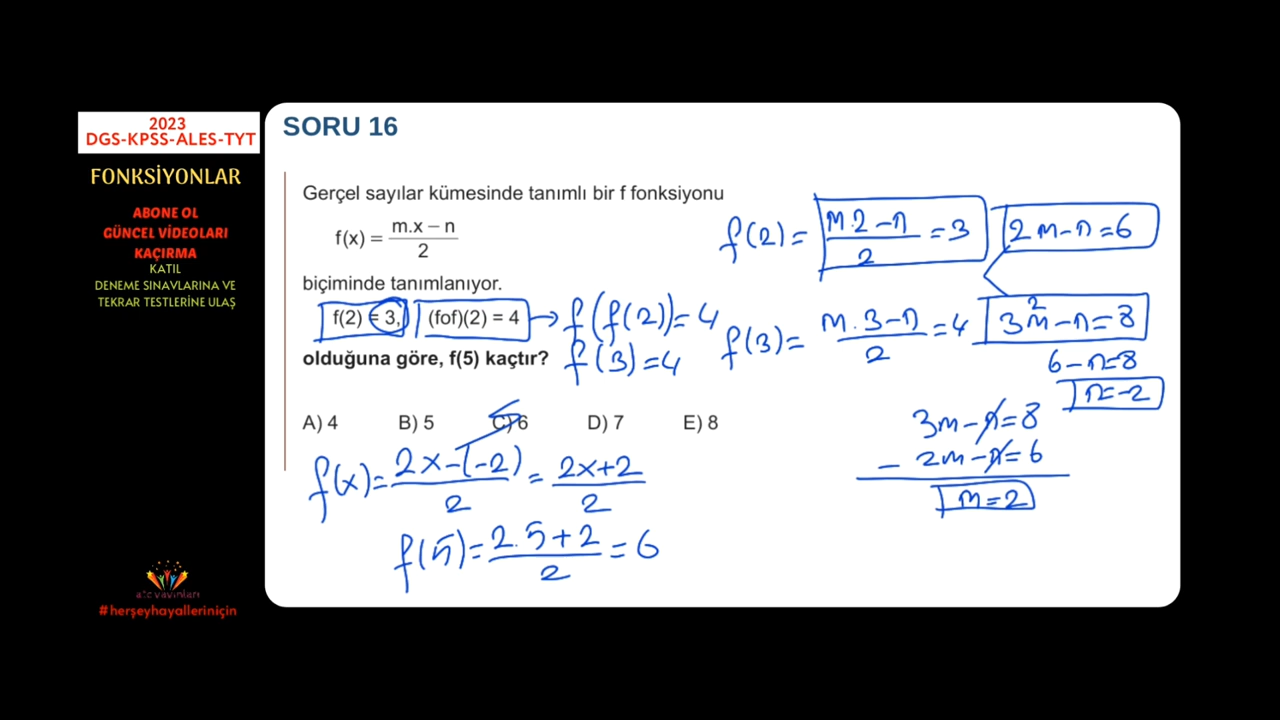 2023
DGS-KPSS-ALES-TYT
FONKSİYONLAR
ABONE OL
GÜNCEL VİDEOLARI
KAÇIRMA
KATIL
DENEME SINAVLARINA VE
TEKRAR TESTLERİNE ULAŞ
a2c yayınları
#herşeyhayalleriniçin
SORU 16
Gerçel sayılar kümesinde tanımlı bir f fonksiyonu
f(x) = (m.x – n)/2
biçiminde tanımlanıyor.
f(2) = 3, (fof)(2) = 4 → f(f(2)) = 4
f(3) = 4
olduğuna göre, f(5) kaçtır?
A) 4 B) 5 C) 6 D) 7 E) 8
f(x) = (2x-(-2))/2 = (2x+2)/2
f(5) = (2.5+2)/2 = 6
f(2) = (m.2-n)/2 = 3 2m-n=6
f(3) = (m.3-n)/2 = 4 3m-n=8
2
6-n=8
n=-2
3m-n=8
- 2m-n=6
m=2